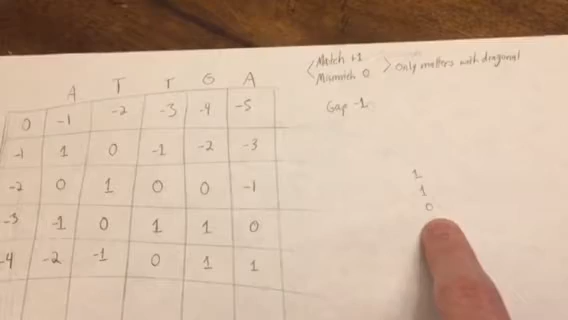 <Match +1
Mismatch 0 > Only matters with diagonal
Gap -1
A T T G A
0 -1 -2 -3 -4 -5
-1 1 0 -1 -2 -3
-2 0 1 0 0 -1
-3 -1 0 1 1 0
-4 -2 -1 0 1 1
1
1
0